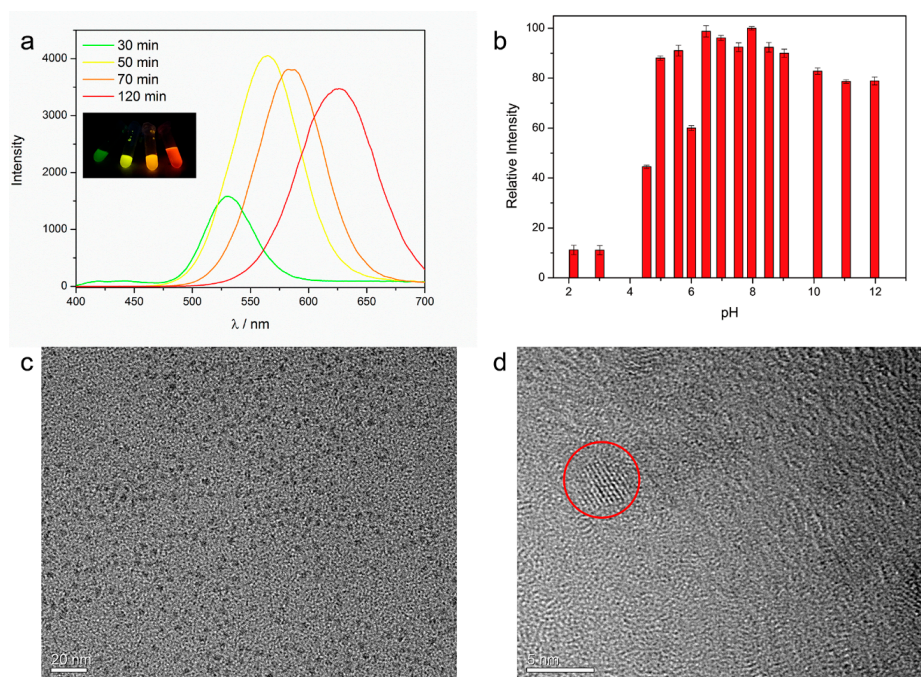 a
30 min
50 min
70 min
120 min
4000
3000
2000
1000
0
Intensity
400 450 500 550 600 650 700
λ / nm
b
100
80
60
40
20
0
Relative Intensity
2 4 6 8 10 12
pH
c
20 nm
d
5 nm